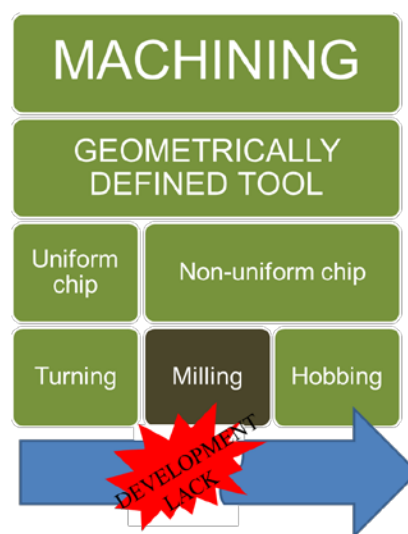 MACHINING
GEOMETRICALLY
DEFINED TOOL
Uniform
chip
Non-uniform chip
Turning
Milling
Hobbing
DEVELOPMENT
LACK